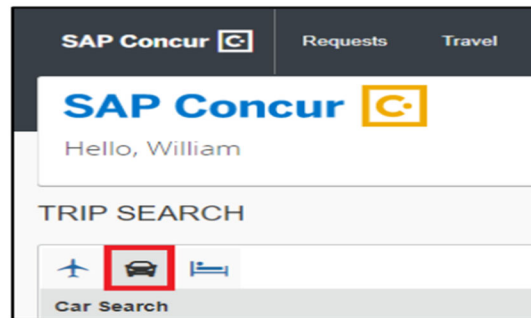 SAP Concur C Requests Travel
SAP Concur C
Hello, William
TRIP SEARCH
Car Search